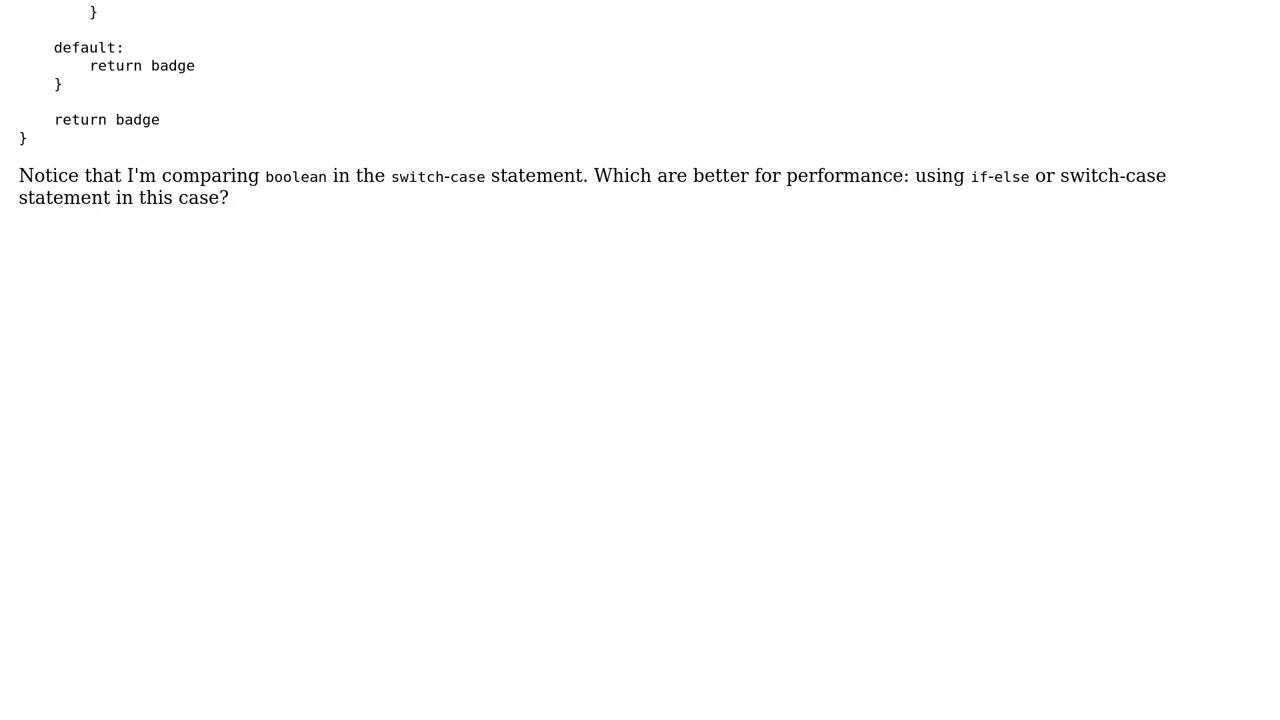 }
    default:
        return badge
    }
    return badge
}
Notice that I'm comparing boolean in the switch-case statement. Which are better for performance: using if-else or switch-case
statement in this case?